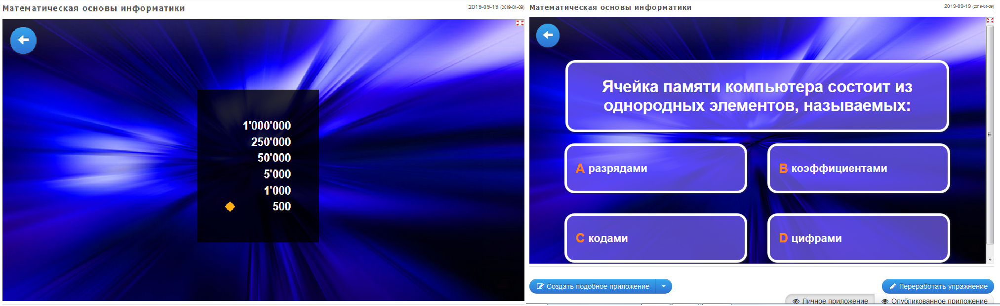 Математическая основы информатики
2019-09-19 (2019-04-09)
1'000'000
250'000
50'000
5'000
1'000
500
Математическая основы информатики
2019-09-19 (2019-04-09)
Ячейка памяти компьютера состоит из
однородных элементов, называемых:
A разрядами
B коэффициентами
C кодами
D цифрами
Создать подобное приложение
Переработать упражнение
Личное приложение
Опубликованное приложение